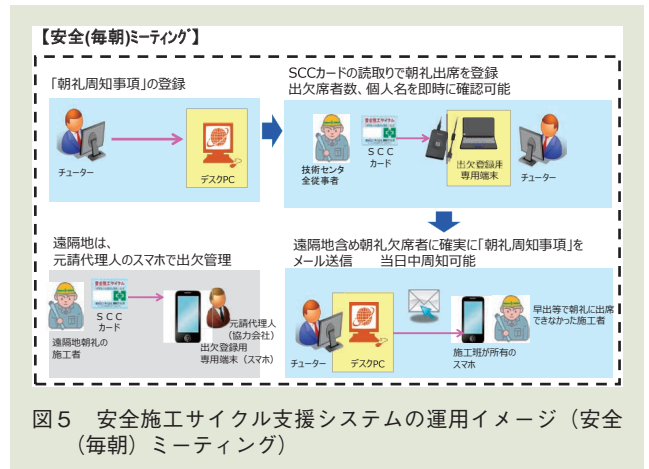 【安全(毎朝)ﾐｰﾃｨﾝｸﾞ】
「朝礼周知事項」の登録
チューター
デスクPC
SCCカードの読取りで朝礼出席を登録
出欠席者数、個人名を即時に確認可能
技術センタ
全従事者
ＳＣＣ
カード
出欠登録用
専用端末
チューター
遠隔地は、
元請代理人のスマホで出欠管理
遠隔地朝礼の
施工者
ＳＣＣ
カード
元請代理人
（協力会社）
出欠登録用
専用端末（スマホ）
遠隔地含め朝礼欠席者に確実に「朝礼周知事項」を
メール送信　当日中周知可能
チューター
デスクPC
施工班が所有の
スマホ
早出等で朝礼に出席
できなかった施工者
図５　安全施工サイクル支援システムの運用イメージ（安全
（毎朝）ミーティング）